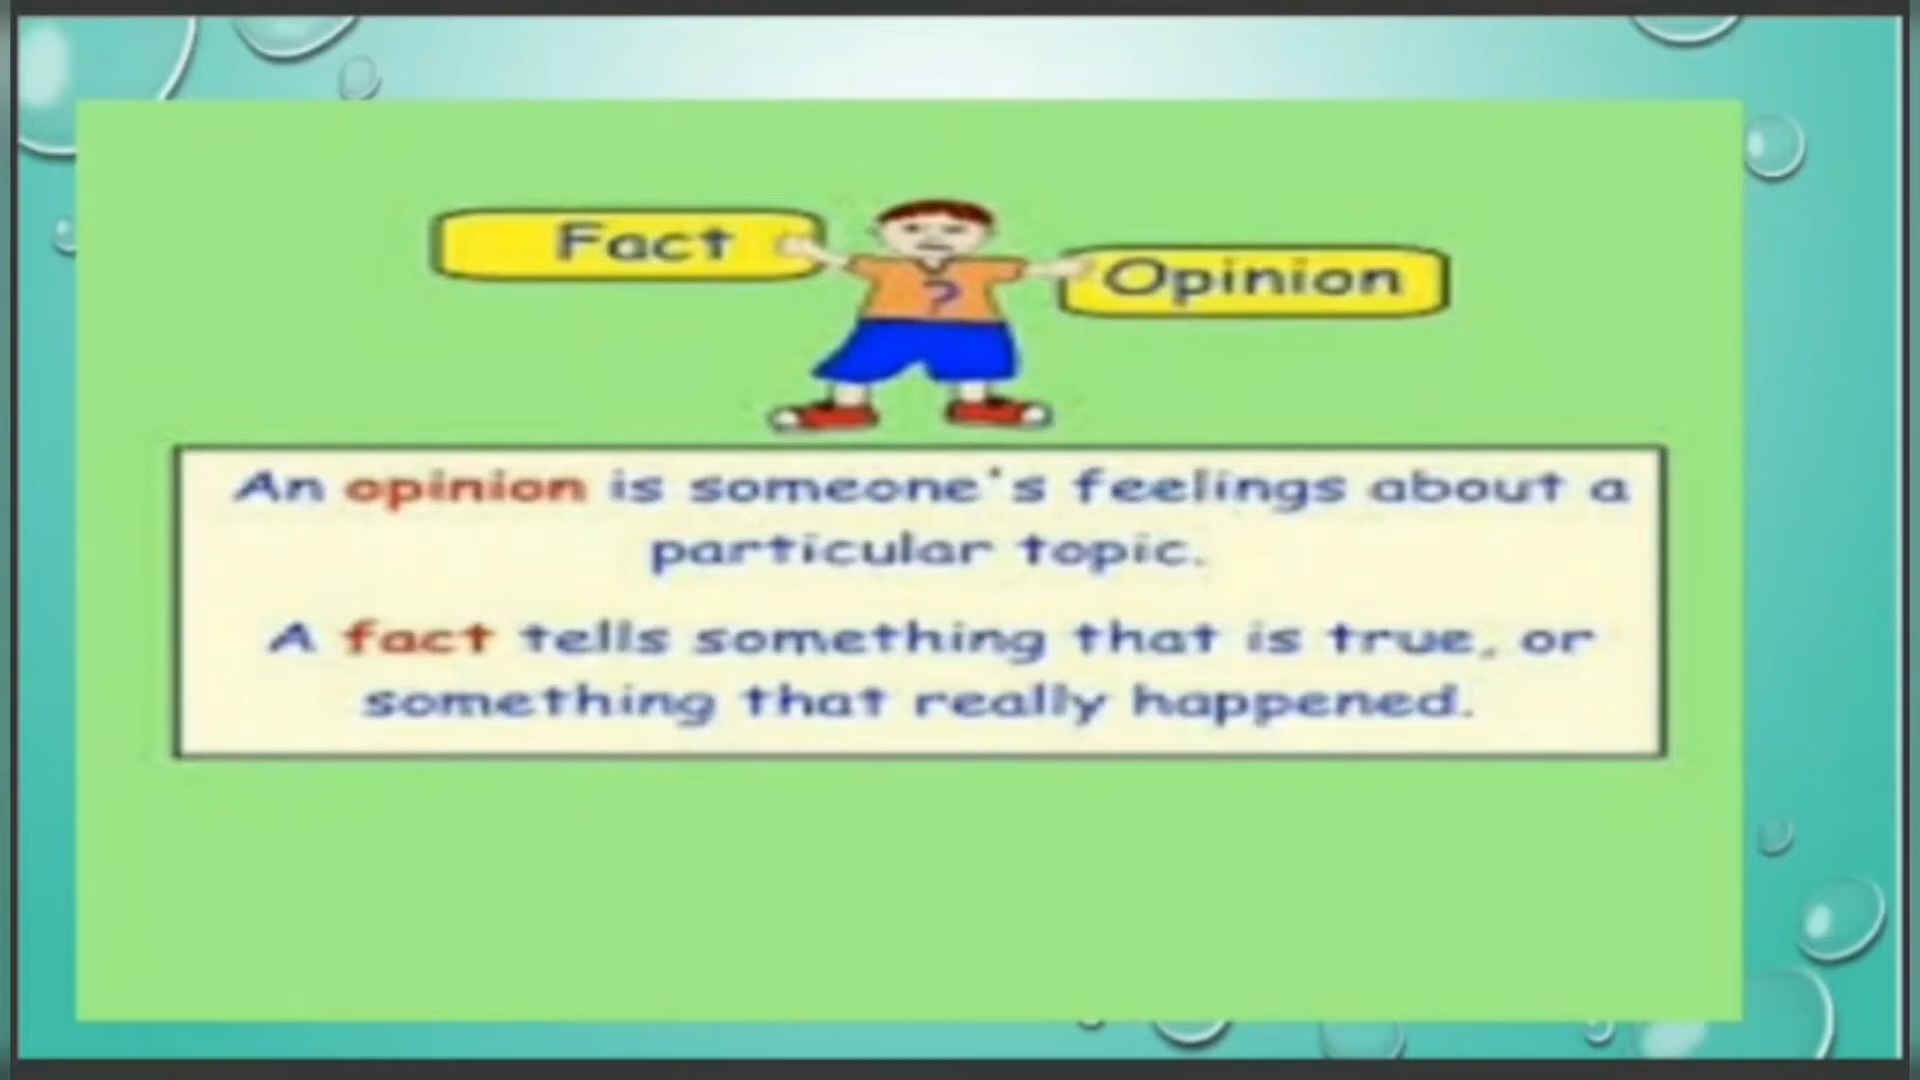 Fact
Opinion
?
An opinion is someone's feelings about a
particular topic.
A fact tells something that is true, or
something that really happened.